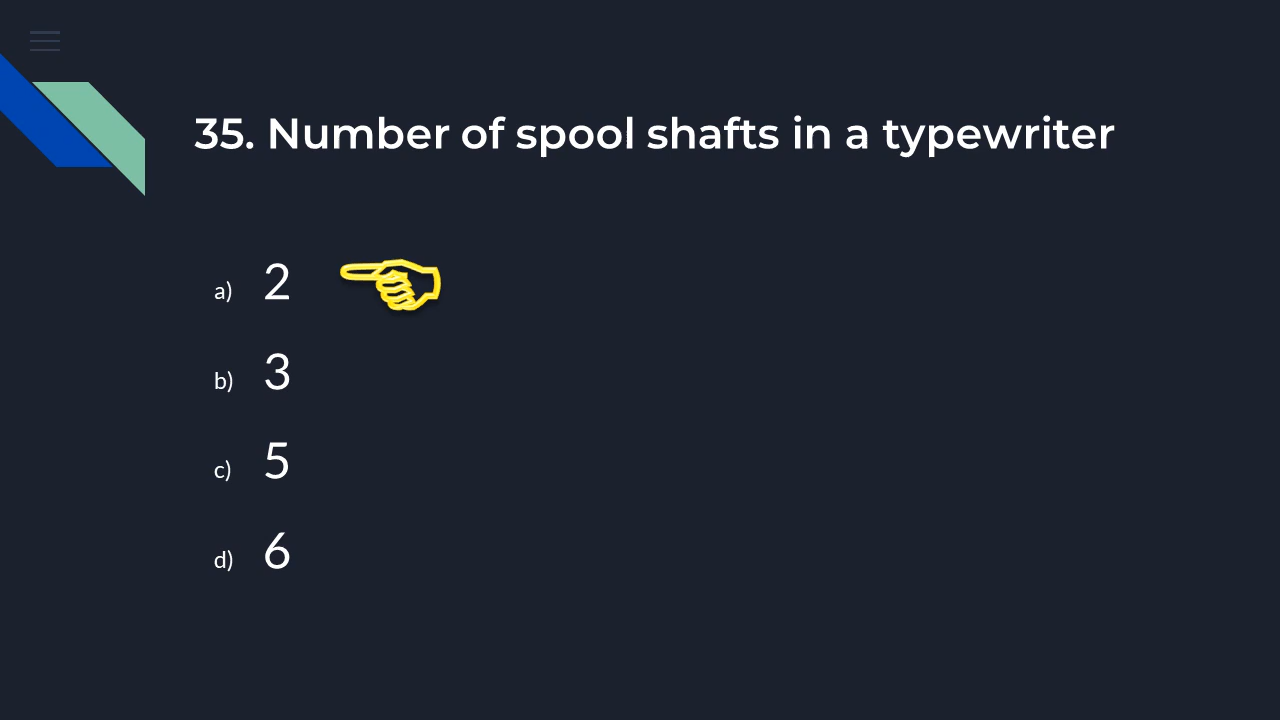 35. Number of spool shafts in a typewriter
a) 2
b) 3
c) 5
d) 6